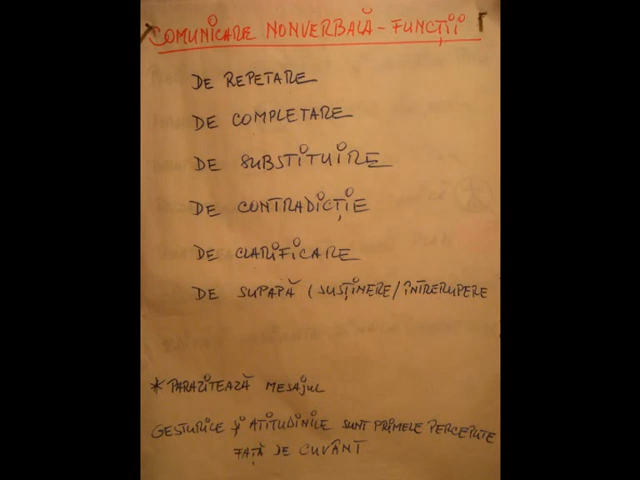 COMUNICARE NONVERBALĂ - FUNCȚII
DE REPETARE
DE COMPLETARE
DE SUBSTITUIRE
DE CONTRADICȚIE
DE CLARIFICARE
DE SUPAPĂ (SUSȚINERE/ÎNTRERUPERE
* PARAZITEAZĂ MESAJUL
GESTURILE ȘI ATITUDINILE SUNT PRIMELE PERCEPUTE
FAȚĂ DE CUVÂNT